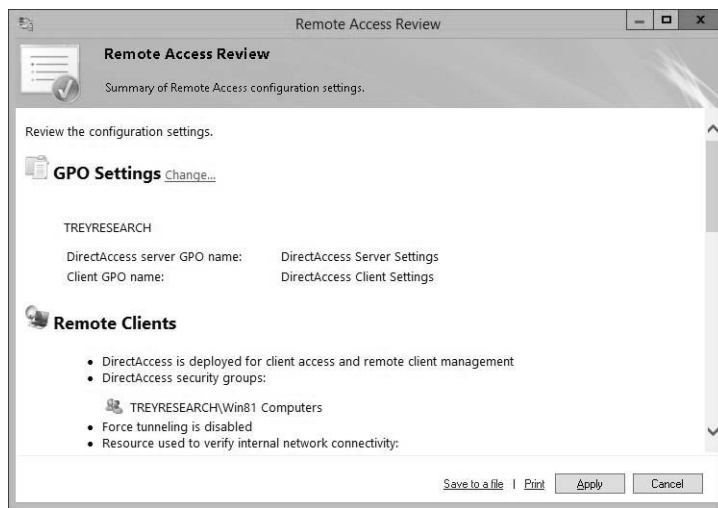 Remote Access Review
Remote Access Review
Summary of Remote Access configuration settings.
Review the configuration settings.
GPO Settings Change...
TREYRESEARCH
DirectAccess server GPO name: DirectAccess Server Settings
Client GPO name: DirectAccess Client Settings
Remote Clients
• DirectAccess is deployed for client access and remote client management
• DirectAccess security groups:
TREYRESEARCH\Win81 Computers
• Force tunneling is disabled
• Resource used to verify internal network connectivity:
Save to a file | Print Apply Cancel